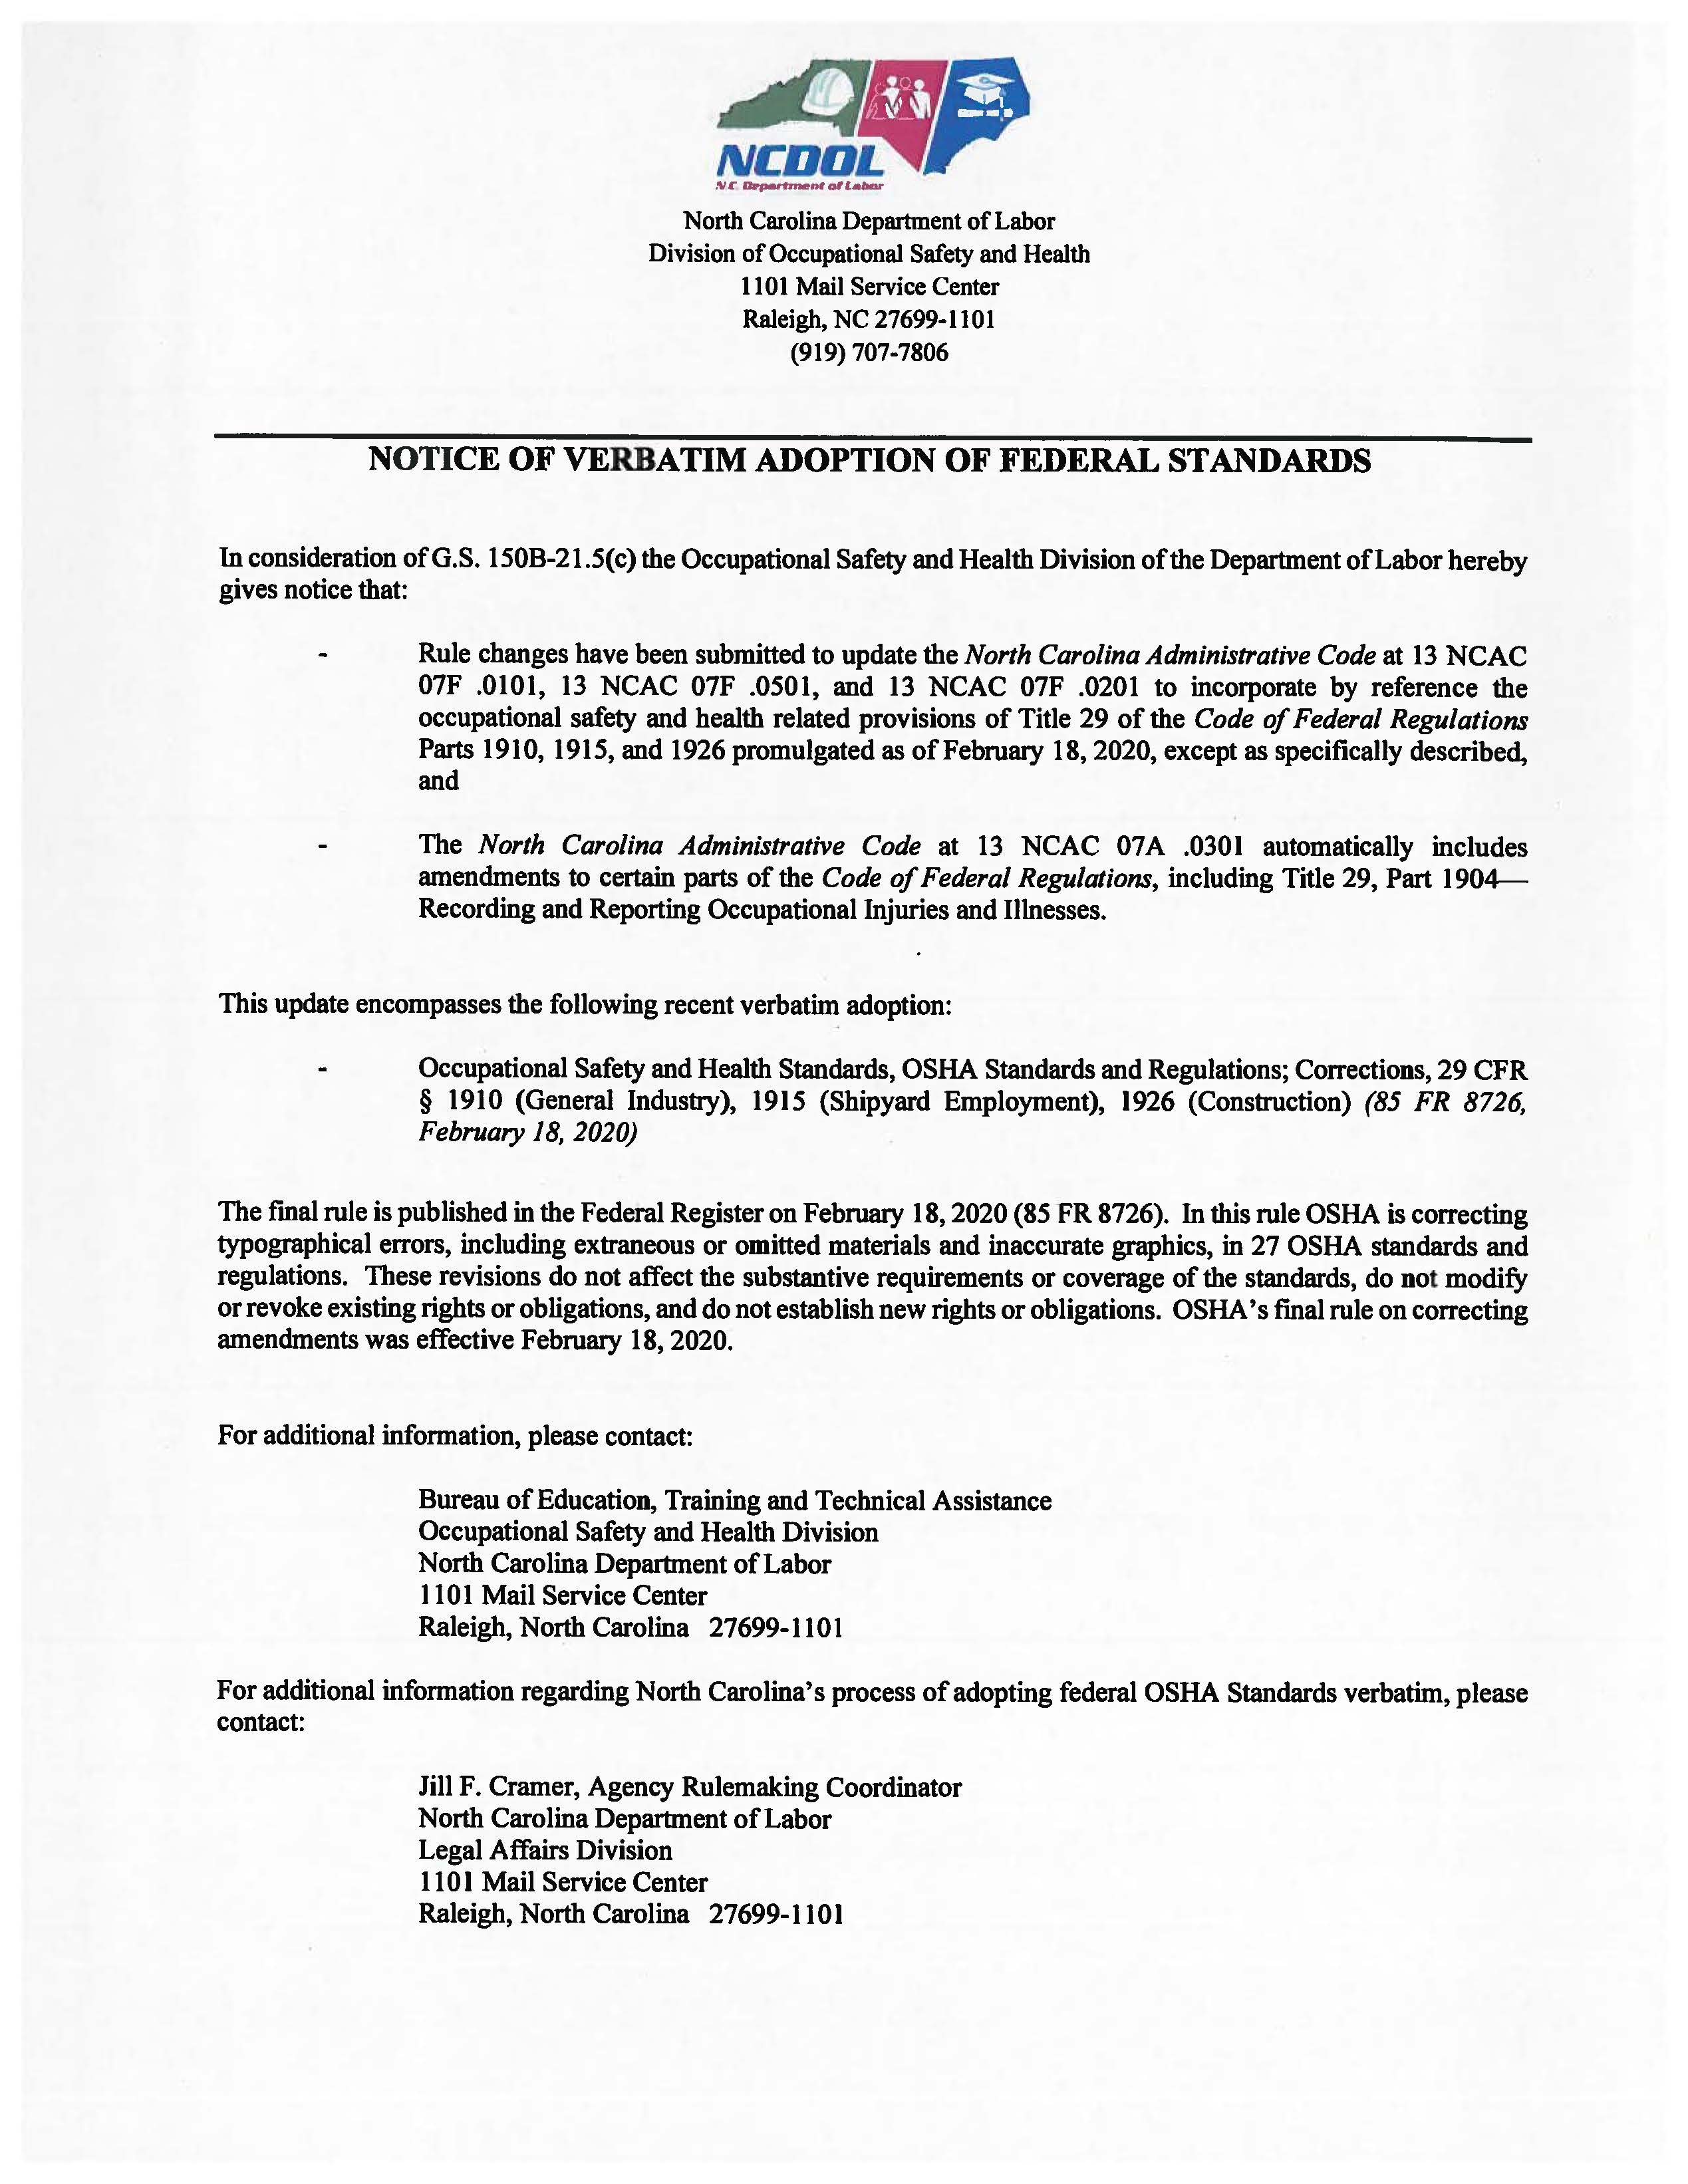 NCDOL
N.C. Department of Labor
North Carolina Department of Labor
Division of Occupational Safety and Health
1101 Mail Service Center
Raleigh, NC 27699-1101
(919) 707-7806
NOTICE OF VERBATIM ADOPTION OF FEDERAL STANDARDS
In consideration of G.S. 150B-21.5(c) the Occupational Safety and Health Division of the Department of Labor hereby
gives notice that:
- Rule changes have been submitted to update the North Carolina Administrative Code at 13 NCAC
07F .0101, 13 NCAC 07F .0501, and 13 NCAC 07F .0201 to incorporate by reference the
occupational safety and health related provisions of Title 29 of the Code of Federal Regulations
Parts 1910, 1915, and 1926 promulgated as of February 18, 2020, except as specifically described,
and
- The North Carolina Administrative Code at 13 NCAC 07A .0301 automatically includes
amendments to certain parts of the Code of Federal Regulations, including Title 29, Part 1904—
Recording and Reporting Occupational Injuries and Illnesses.
This update encompasses the following recent verbatim adoption:
- Occupational Safety and Health Standards, OSHA Standards and Regulations; Corrections, 29 CFR
§ 1910 (General Industry), 1915 (Shipyard Employment), 1926 (Construction) (85 FR 8726,
February 18, 2020)
The final rule is published in the Federal Register on February 18, 2020 (85 FR 8726). In this rule OSHA is correcting
typographical errors, including extraneous or omitted materials and inaccurate graphics, in 27 OSHA standards and
regulations. These revisions do not affect the substantive requirements or coverage of the standards, do not modify
or revoke existing rights or obligations, and do not establish new rights or obligations. OSHA's final rule on correcting
amendments was effective February 18, 2020.
For additional information, please contact:
Bureau of Education, Training and Technical Assistance
Occupational Safety and Health Division
North Carolina Department of Labor
1101 Mail Service Center
Raleigh, North Carolina 27699-1101
For additional information regarding North Carolina's process of adopting federal OSHA Standards verbatim, please
contact:
Jill F. Cramer, Agency Rulemaking Coordinator
North Carolina Department of Labor
Legal Affairs Division
1101 Mail Service Center
Raleigh, North Carolina 27699-1101